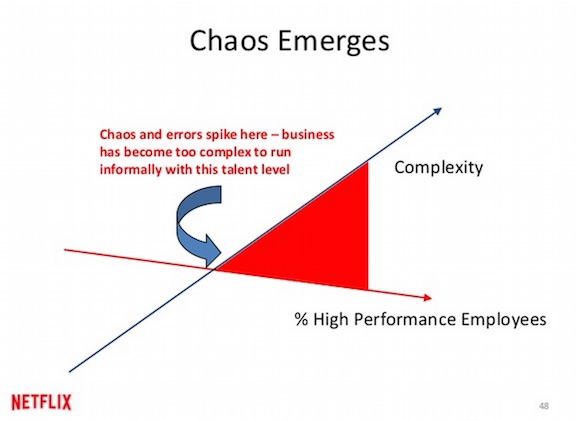 Chaos Emerges
Chaos and errors spike here – business
has become too complex to run
informally with this talent level
Complexity
% High Performance Employees
NETFLIX
48